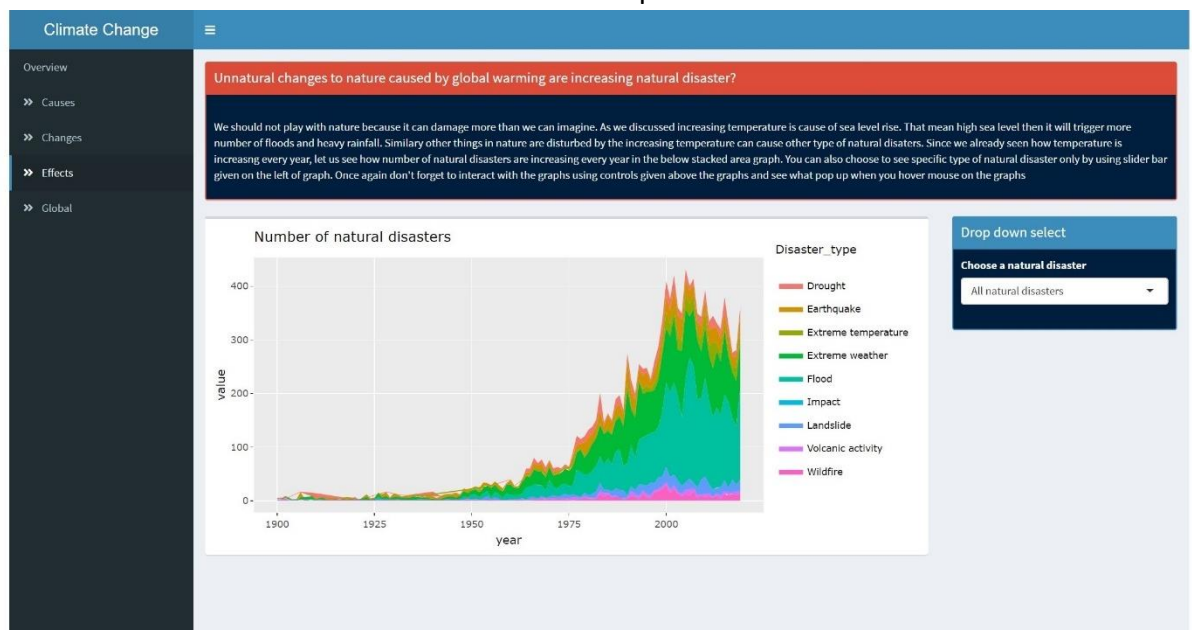 Climate Change
Overview
Causes
Changes
Effects
Global
Unnatural changes to nature caused by global warming are increasing natural disaster?
We should not play with nature because it can damage more than we can imagine. As we discussed increasing temperature is cause of sea level rise. That mean high sea level then it will trigger more
number of floods and heavy rainfall. Similary other things in nature are disturbed by the increasing temperature can cause other type of natural disaters. Since we already seen how temperature is
increasng every year, let us see how number of natural disasters are increasing every year in the below stacked area graph. You can also choose to see specific type of natural disaster only by using slider bar
given on the left of graph. Once again don't forget to interact with the graphs using controls given above the graphs and see what pop up when you hover mouse on the graphs
Number of natural disasters
value
400
300
200
100
0
1900 1925 1950 1975 2000
year
Disaster_type
Drought
Earthquake
Extreme temperature
Extreme weather
Flood
Impact
Landslide
Volcanic activity
Wildfire
Drop down select
Choose a natural disaster
All natural disasters